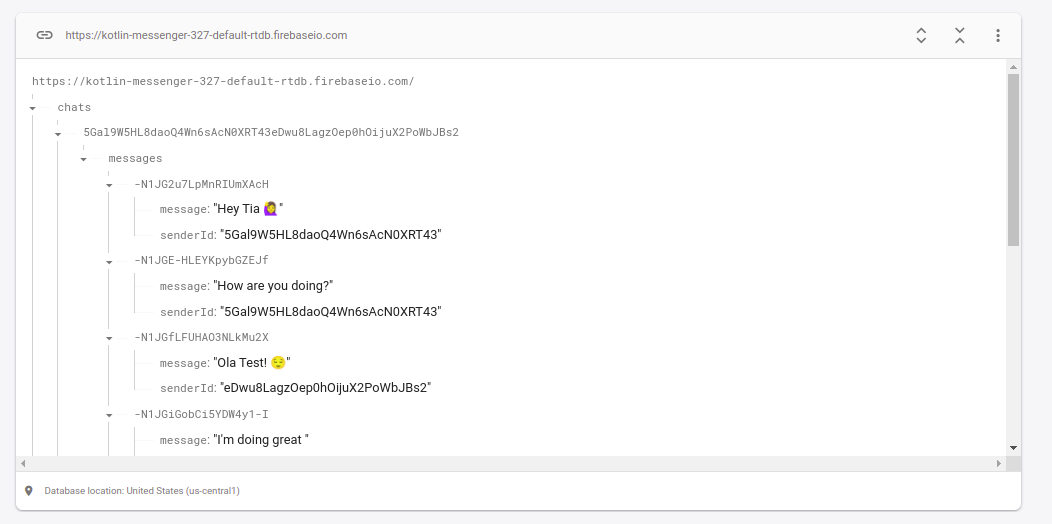 https://kotlin-messenger-327-default-rtdb.firebaseio.com
https://kotlin-messenger-327-default-rtdb.firebaseio.com/
chats
5Gal9W5HL8daoQ4Wn6sAcN0XRT43eDwu8LagzOep0hOijuX2PoWbJBs2
messages
-N1JG2u7LpMnRIUmXAcH
message: "Hey Tia 🙋‍♀️"
senderId: "5Gal9W5HL8daoQ4Wn6sAcN0XRT43"
-N1JGE-HLEYKpybGZEJf
message: "How are you doing?"
senderId: "5Gal9W5HL8daoQ4Wn6sAcN0XRT43"
-N1JGfLFUHAO3NLkMu2X
message: "Ola Test! 😌"
senderId: "eDwu8LagzOep0hOijuX2PoWbJBs2"
-N1JGiGobCi5YDW4y1-I
message: "I'm doing great "
Database location: United States (us-central1)